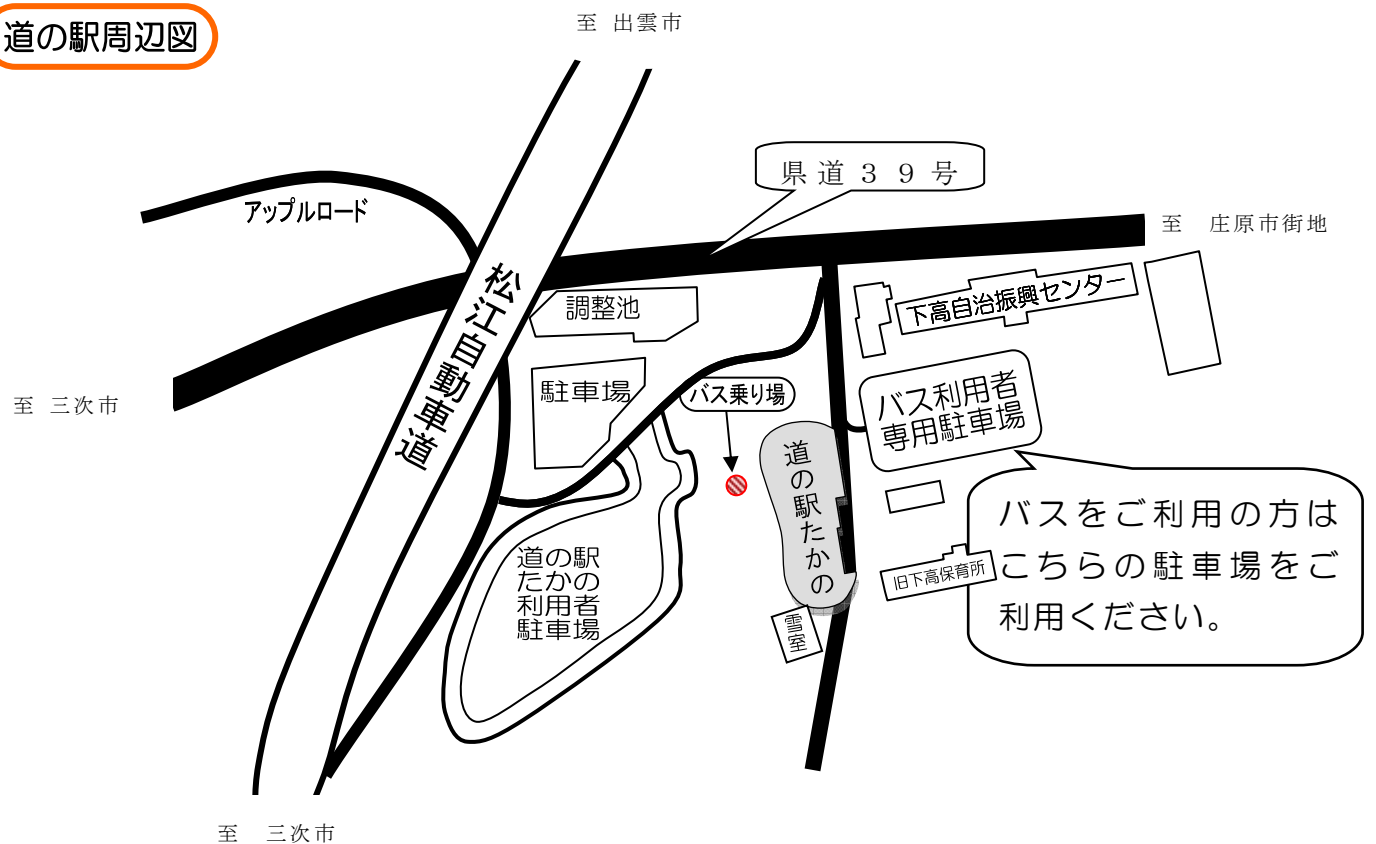 道の駅周辺図
至 出雲市
県道39号
アップルロード
至 庄原市街地
松江自動車道
調整池
下高自治振興センター
駐車場
バス乗り場
バス利用者
専用駐車場
至 三次市
道の駅たかの
バスをご利用の方は
こちらの駐車場をご
利用ください。
道の駅
たかの
利用者
駐車場
旧下高保育所
雪室
至 三次市